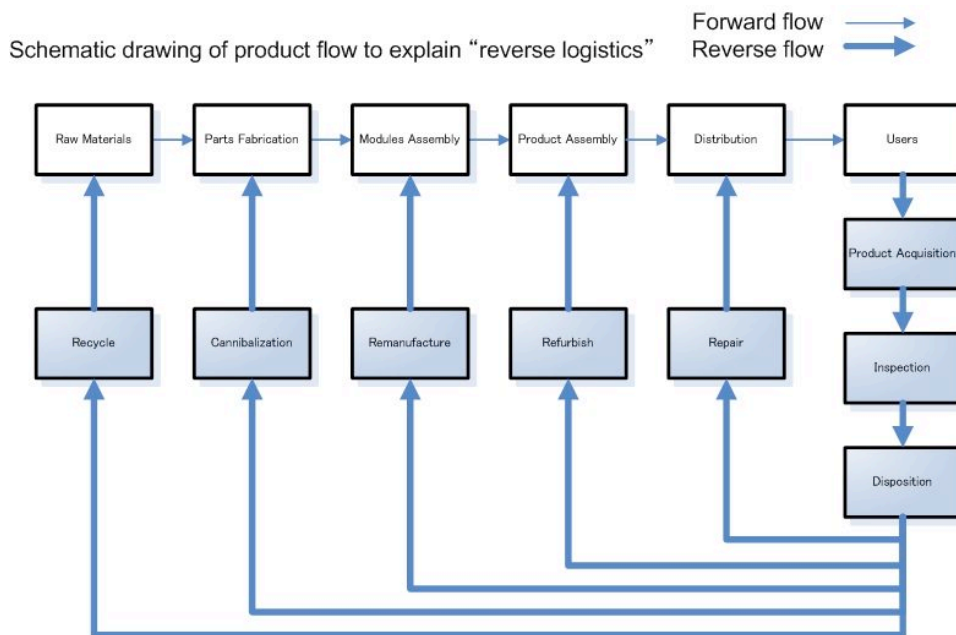 Forward flow
Schematic drawing of product flow to explain “reverse logistics”
Reverse flow
Raw Materials
Parts Fabrication
Modules Assembly
Product Assembly
Distribution
Users
Product Acquisition
Recycle
Cannibalization
Remanufacture
Refurbish
Repair
Inspection
Disposition